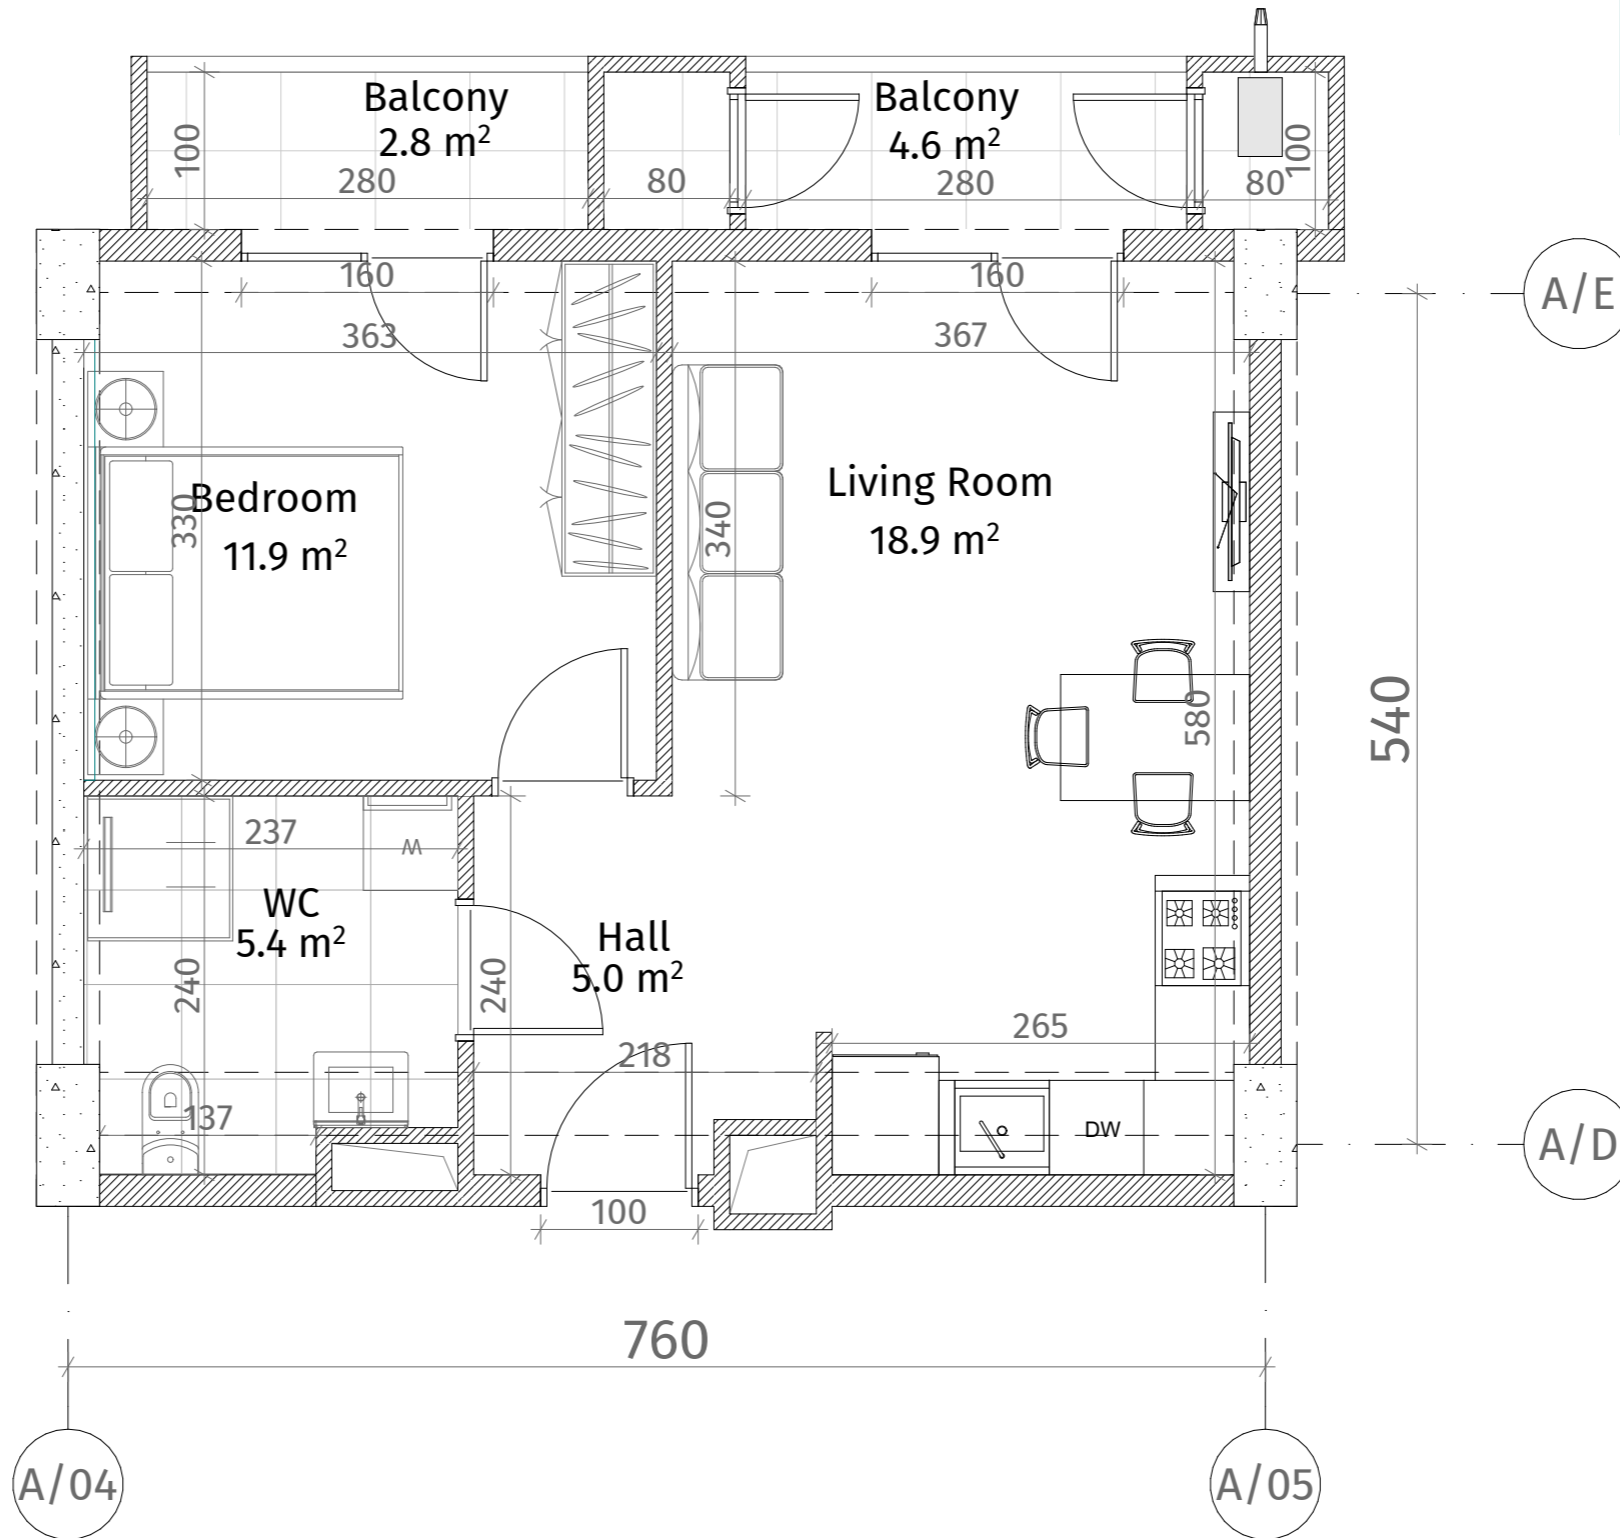 Balcony
2.8 m²
100
280
80
Balcony
4.6 m²
280
80
100
160
160
A/E
363
367
Bedroom
11.9 m²
330
340
Living Room
18.9 m²
580
540
237
W
WC
5.4 m²
240
240
Hall
5.0 m²
218
265
137
DW
A/D
100
760
A/04
A/05